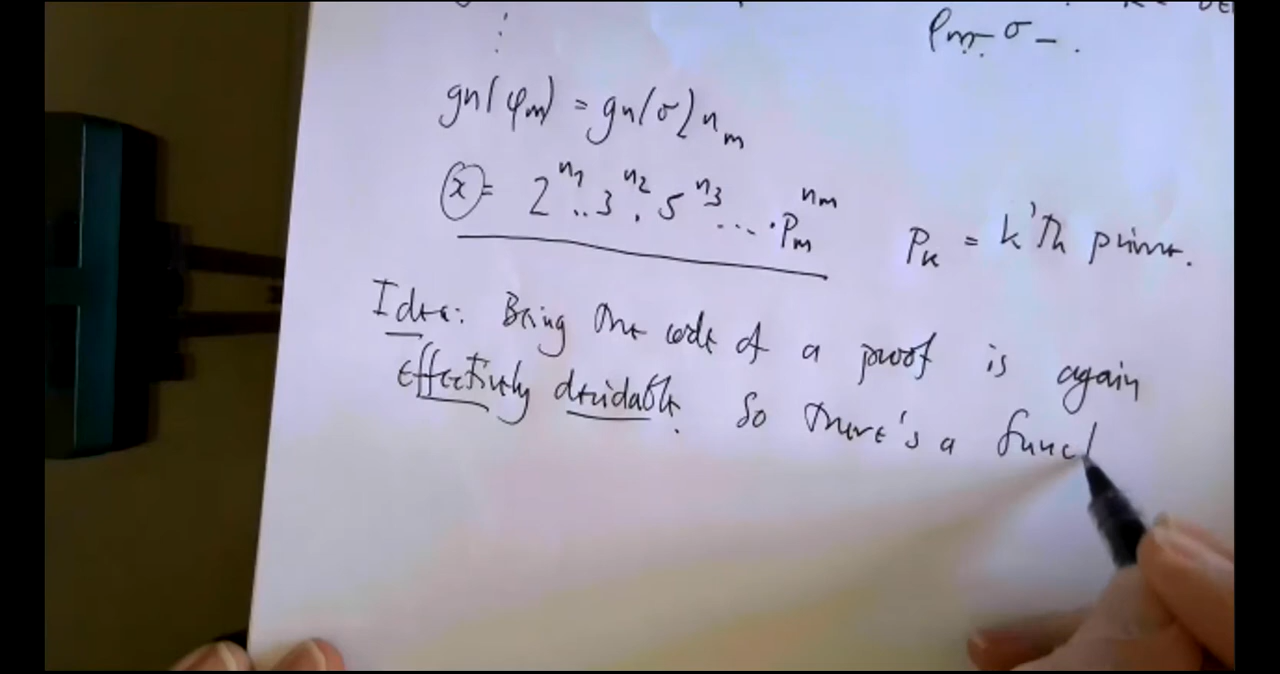 φm = σ.
⋮
gn(φm) = gn(σ) nm
x = 2^n1 · 3^n2 · 5^n3 ... · Pm^nm Pk = k'th prime.
Idea: Being the code of a proof is again
effectively decidable. So there's a funct